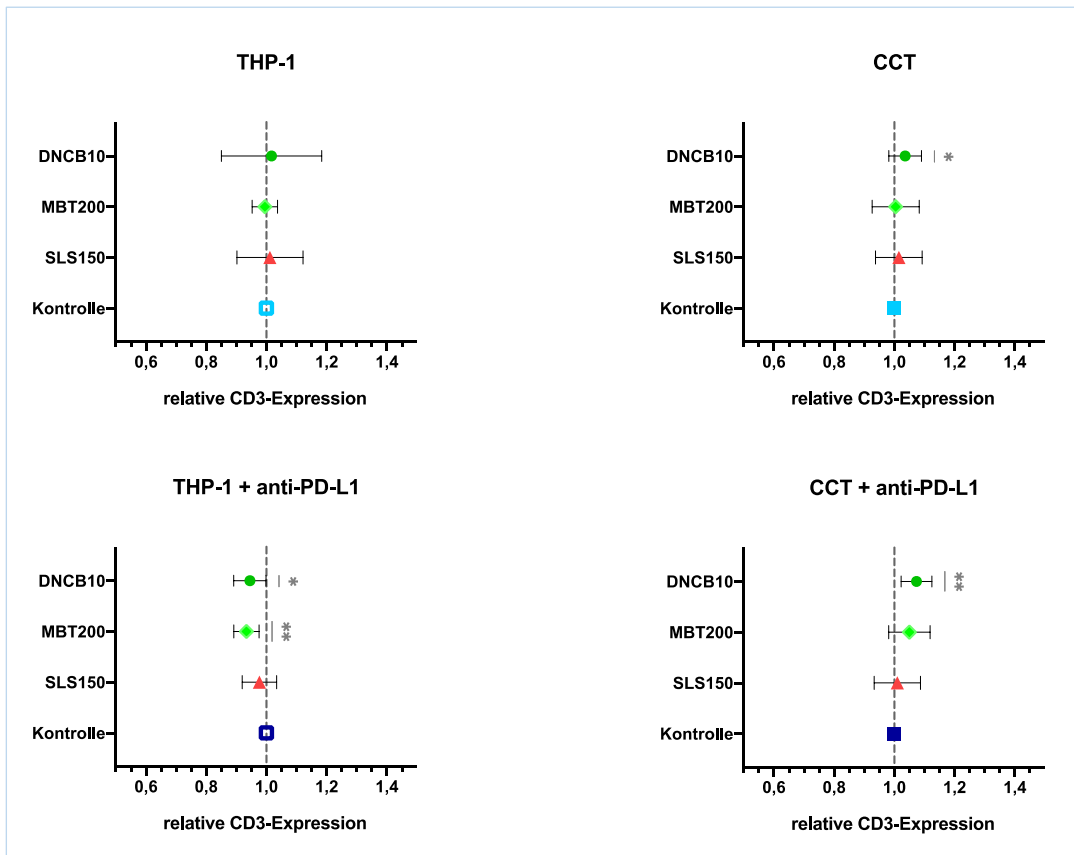 THP-1
DNCB10
MBT200
SLS150
Kontrolle
0,6 0,8 1,0 1,2 1,4
relative CD3-Expression
CCT
DNCB10
*
MBT200
SLS150
Kontrolle
0,6 0,8 1,0 1,2 1,4
relative CD3-Expression
THP-1 + anti-PD-L1
DNCB10
*
MBT200
**
SLS150
Kontrolle
0,6 0,8 1,0 1,2 1,4
relative CD3-Expression
CCT + anti-PD-L1
DNCB10
**
MBT200
SLS150
Kontrolle
0,6 0,8 1,0 1,2 1,4
relative CD3-Expression